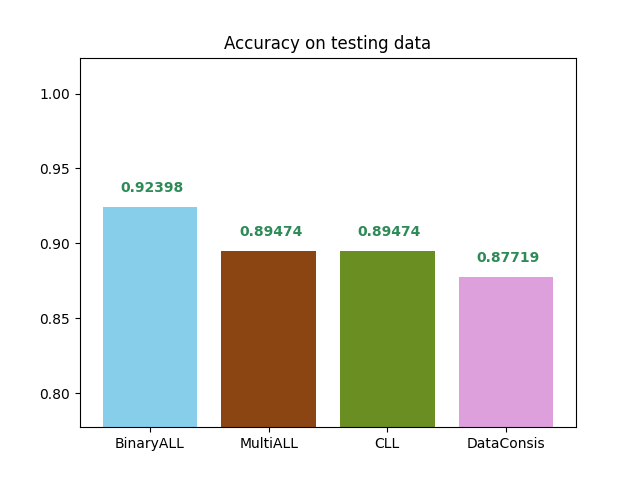 Accuracy on testing data
1.00
0.95
0.90
0.85
0.80
0.92398
0.89474
0.89474
0.87719
BinaryALL
MultiALL
CLL
DataConsis